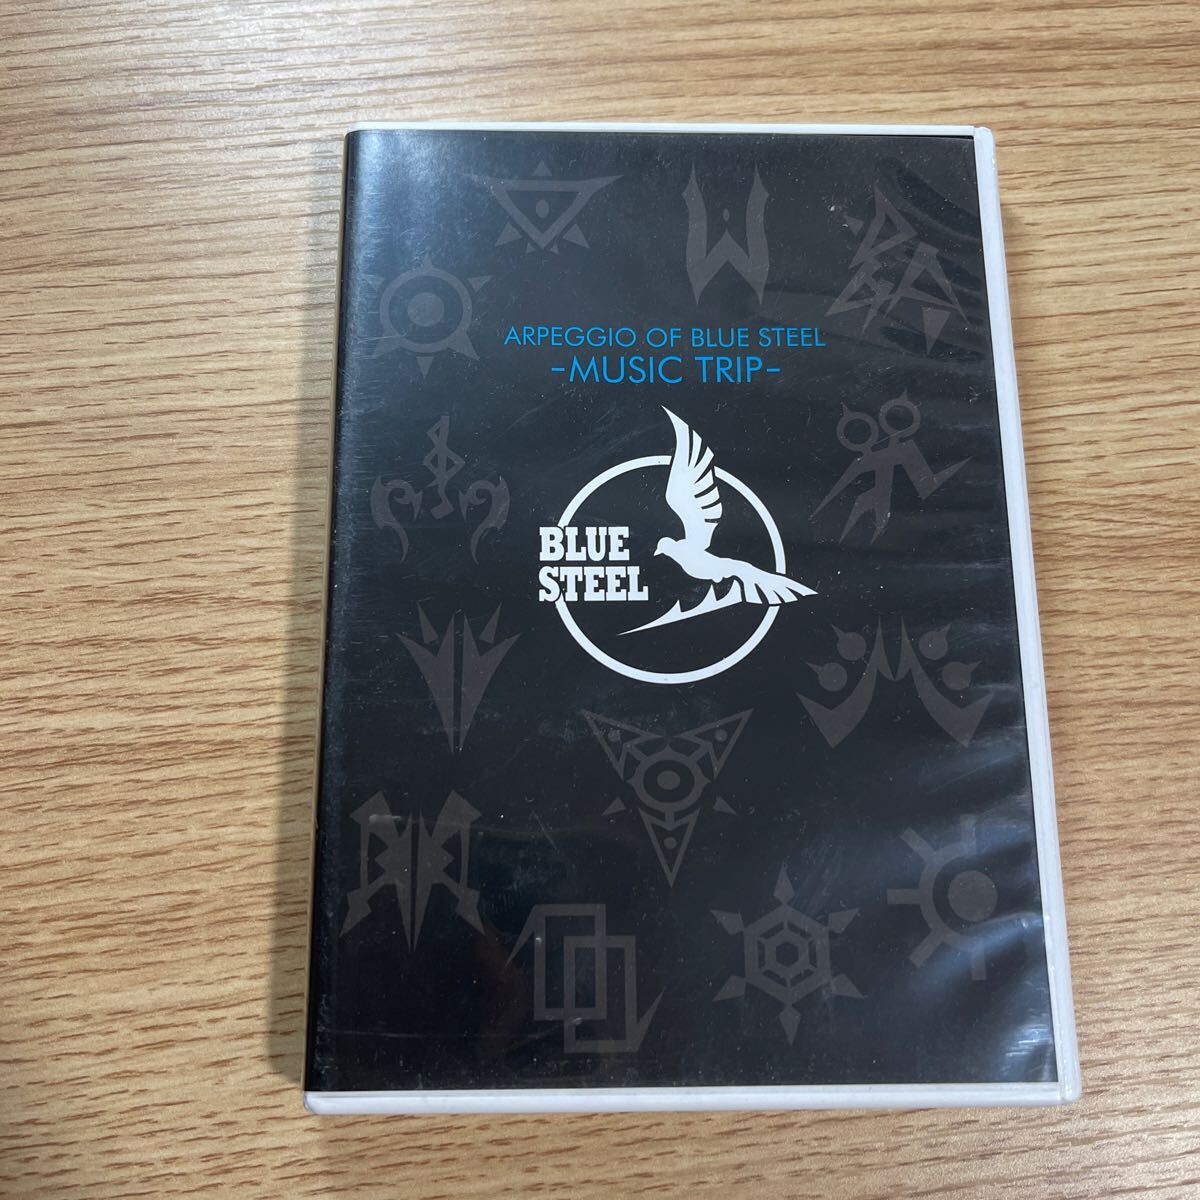 ARPEGGIO OF BLUE STEEL
-MUSIC TRIP-
BLUE
STEEL